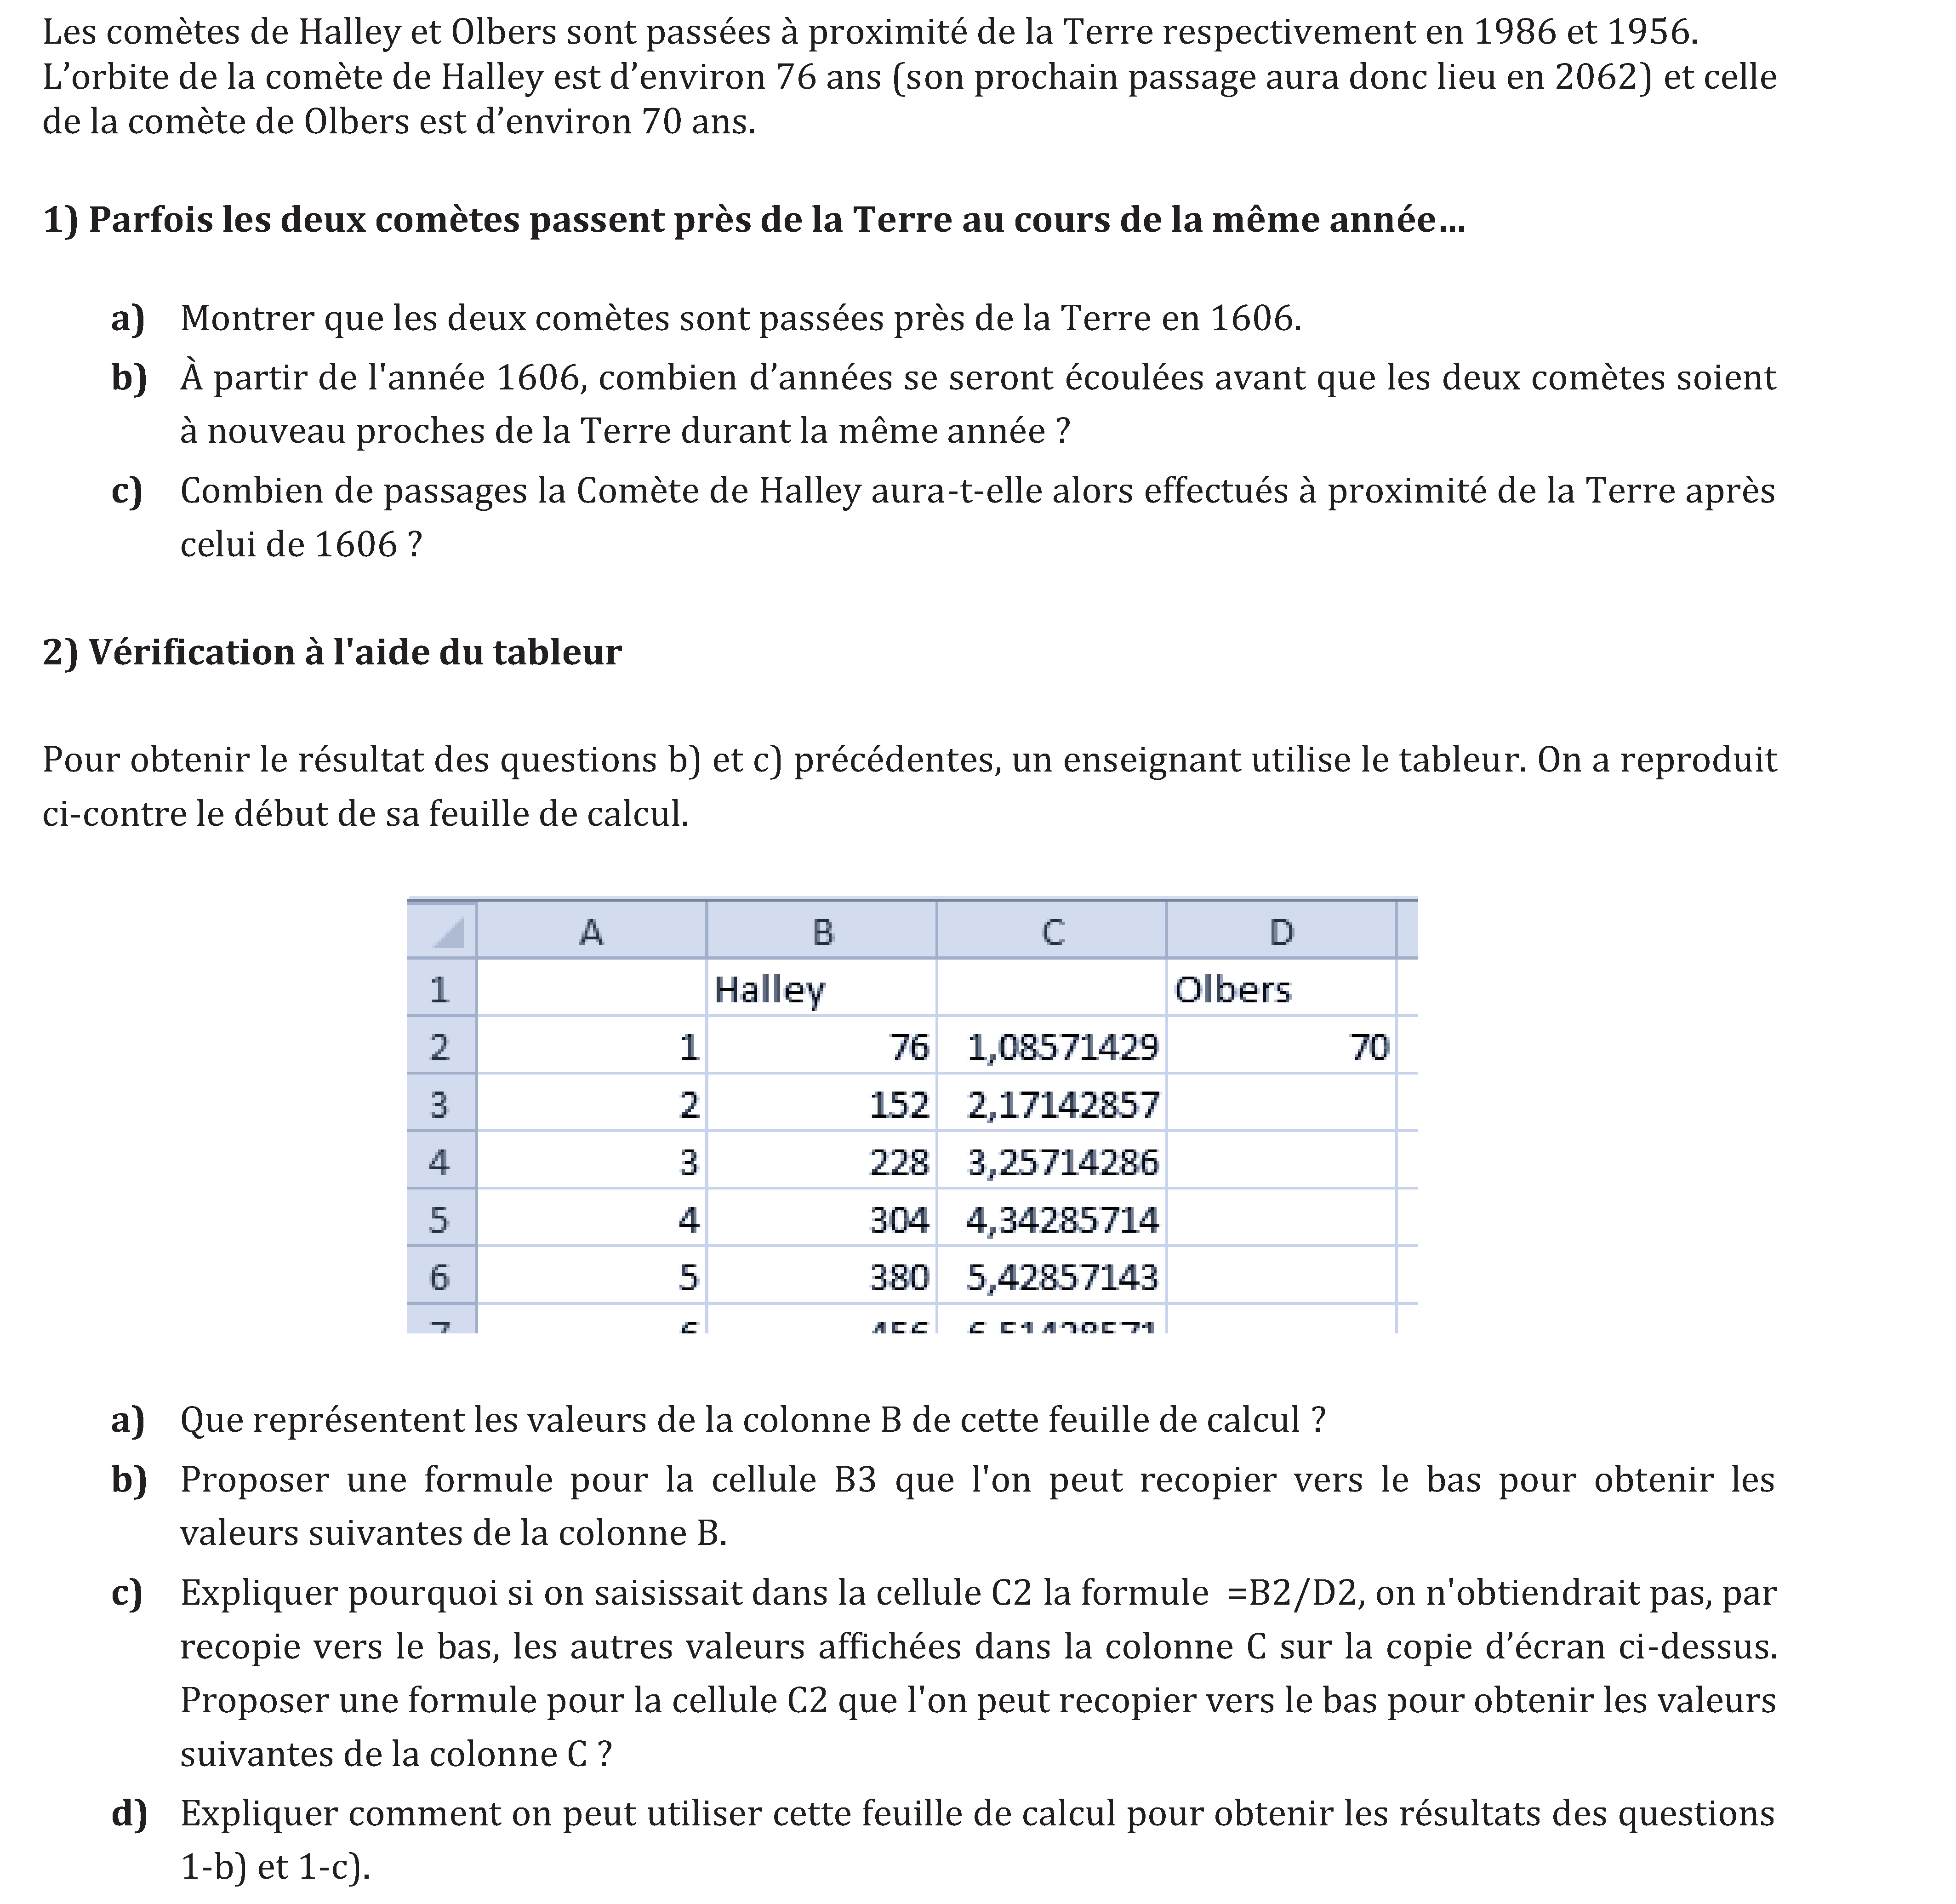 Les comètes de Halley et Olbers sont passées à proximité de la Terre respectivement en 1986 et 1956.
L’orbite de la comète de Halley est d’environ 76 ans (son prochain passage aura donc lieu en 2062) et celle
de la comète de Olbers est d’environ 70 ans.
1) Parfois les deux comètes passent près de la Terre au cours de la même année...
a) Montrer que les deux comètes sont passées près de la Terre en 1606.
b) À partir de l'année 1606, combien d’années se seront écoulées avant que les deux comètes soient
à nouveau proches de la Terre durant la même année ?
c) Combien de passages la Comète de Halley aura-t-elle alors effectués à proximité de la Terre après
celui de 1606 ?
2) Vérification à l'aide du tableur
Pour obtenir le résultat des questions b) et c) précédentes, un enseignant utilise le tableur. On a reproduit
ci-contre le début de sa feuille de calcul.
A B C D
1 Halley Olbers
2 1 76 1,08571429 70
3 2 152 2,17142857
4 3 228 3,25714286
5 4 304 4,34285714
6 5 380 5,42857143
7 6 456 6,51428571
a) Que représentent les valeurs de la colonne B de cette feuille de calcul ?
b) Proposer une formule pour la cellule B3 que l'on peut recopier vers le bas pour obtenir les
valeurs suivantes de la colonne B.
c) Expliquer pourquoi si on saisissait dans la cellule C2 la formule =B2/D2, on n'obtiendrait pas, par
recopie vers le bas, les autres valeurs affichées dans la colonne C sur la copie d’écran ci-dessus.
Proposer une formule pour la cellule C2 que l'on peut recopier vers le bas pour obtenir les valeurs
suivantes de la colonne C ?
d) Expliquer comment on peut utiliser cette feuille de calcul pour obtenir les résultats des questions
1-b) et 1-c).